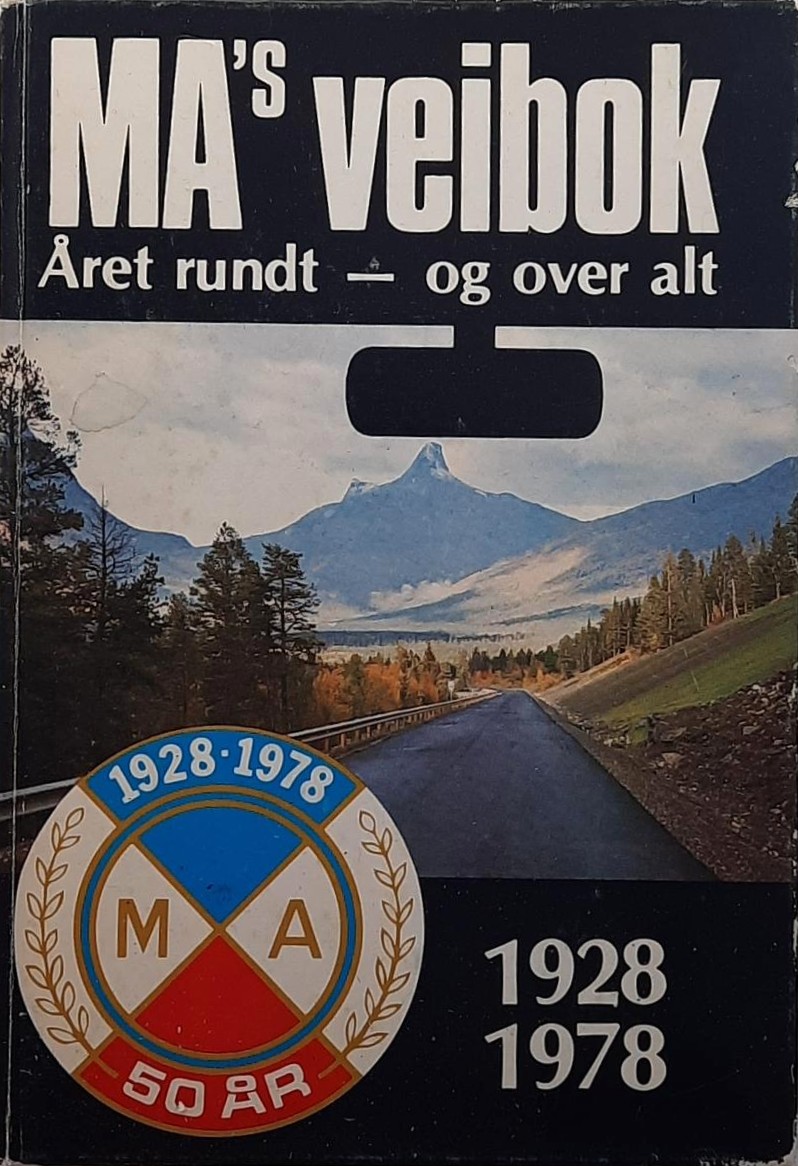 MA's veibok
Året rundt — og over alt
1928·1978
M A
50 ÅR
1928
1978